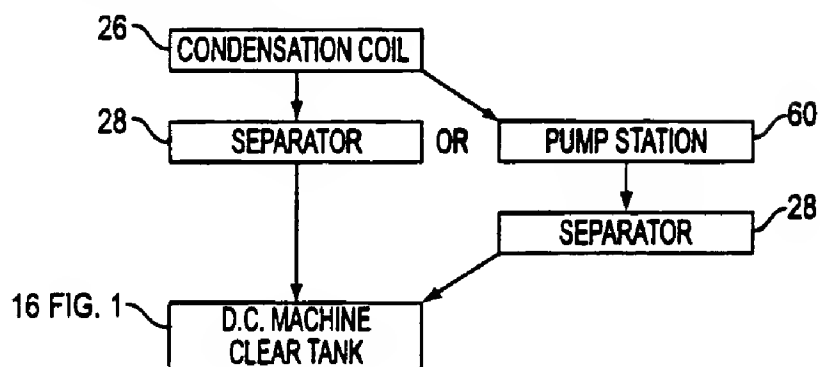 26
CONDENSATION COIL
28
SEPARATOR
OR
PUMP STATION
60
SEPARATOR
28
16 FIG. 1
D.C. MACHINE
CLEAR TANK